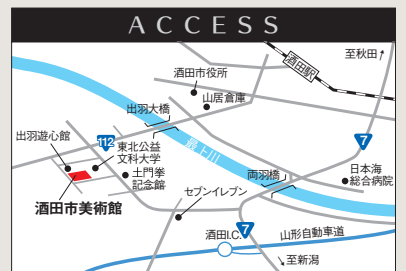 ACCESS
至秋田
酒田駅
酒田市役所
山居倉庫
出羽大橋
112
最上川
7
出羽遊心館
東北公益
文科大学
土門拳
記念館
両羽橋
日本海
総合病院
セブンイレブン
酒田市美術館
7
酒田I.C.
山形自動車道
至新潟